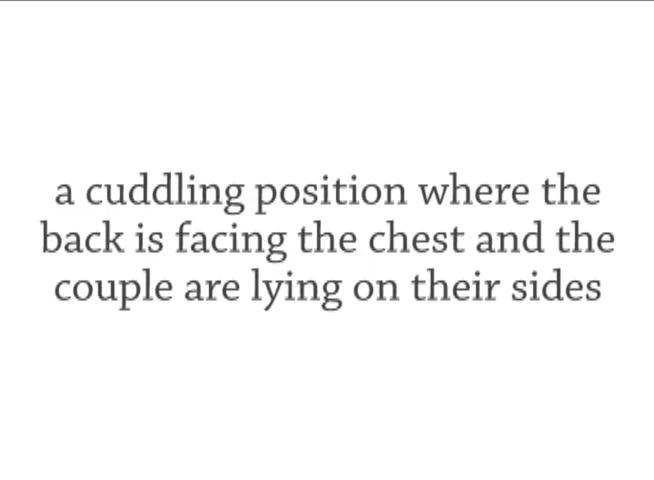 a cuddling position where the
back is facing the chest and the
couple are lying on their sides